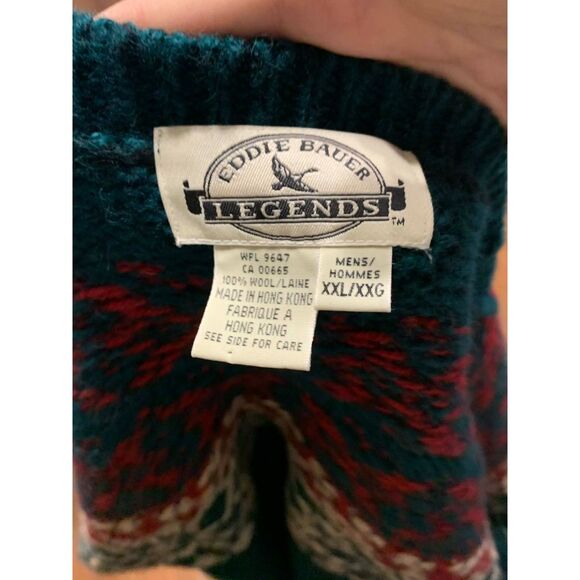 EDDIE BAUER
LEGENDS
TM
WPL 9647
CA 00665
100% WOOL/LAINE
MADE IN HONG KONG
FABRIQUE A
HONG KONG
SEE SIDE FOR CARE
MENS/
HOMMES
XXL/XXG